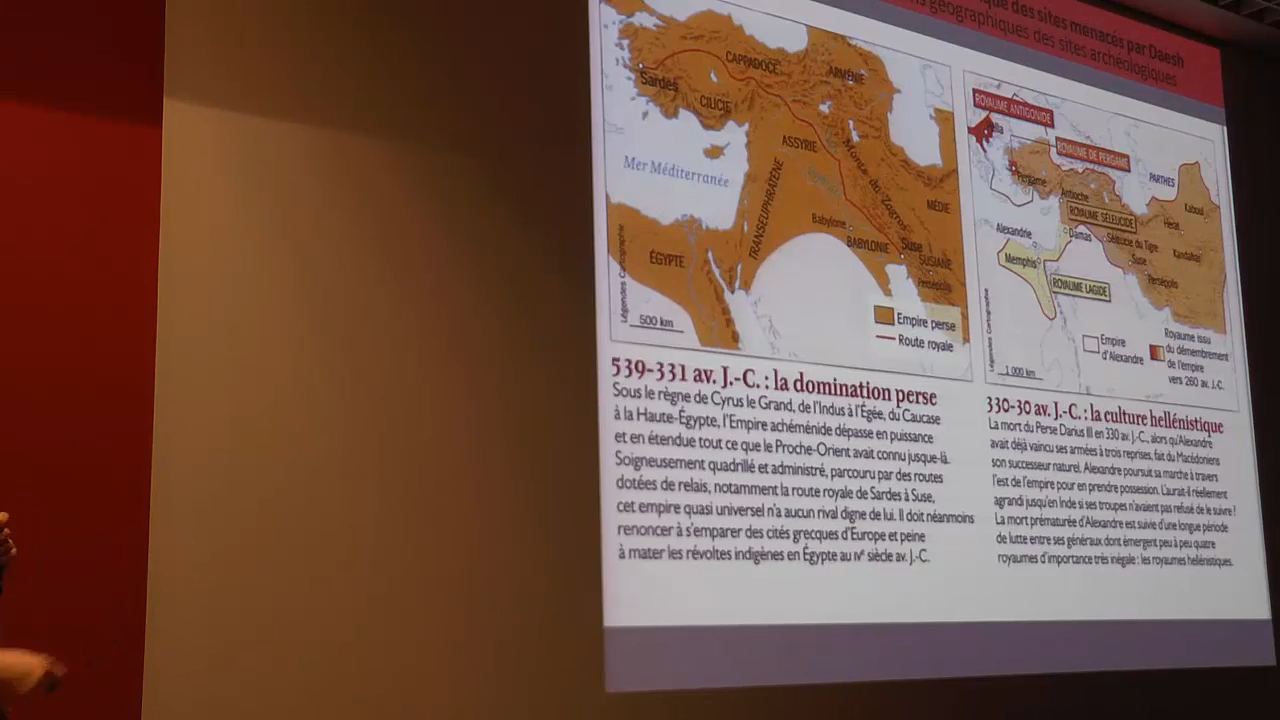 que des sites menacés par Daesh
géographiques des sites archéologiques
CAPPADOCE
ARMÉNIE
Sardes
CILICIE
ASSYRIE
Monts du Zagros
Mer Méditerranée
TRANSEUPHRATÈNE
MÉDIE
Babylone
BABYLONIE
Suse
SUSIANE
ÉGYPTE
Persépolis
Légendes Cartographie
500 km
Empire perse
Route royale
539-331 av. J.-C. : la domination perse
Sous le règne de Cyrus le Grand, de l'Indus à l'Égée, du Caucase
à la Haute-Égypte, l'Empire achéménide dépasse en puissance
et en étendue tout ce que le Proche-Orient avait connu jusque-là.
Soigneusement quadrillé et administré, parcouru par des routes
dotées de relais, notamment la route royale de Sardes à Suse,
cet empire quasi universel n'a aucun rival digne de lui. Il doit néanmoins
renoncer à s'emparer des cités grecques d'Europe et peine
à mater les révoltes indigènes en Égypte au IVe siècle av. J.-C.
ROYAUME ANTIGONIDE
ROYAUME DE PERGAME
Pergame
PARTHES
Antioche
ROYAUME SÉLEUCIDE
Kaboul
Hérat
Alexandrie
Damas
Séleucie du Tigre
Kandahar
Memphis
Suse
Persépolis
ROYAUME LAGIDE
Légendes Cartographie
1 000 km
Empire
d'Alexandre
Royaume issu
du démembrement
de l'empire
vers 260 av. J.-C.
330-30 av. J.-C. : la culture hellénistique
La mort du Perse Darius III en 330 av. J.-C., alors qu'Alexandre
avait déjà vaincu ses armées à trois reprises, fait du Macédonien
son successeur naturel. Alexandre poursuit sa marche à travers
l'est de l'empire pour en prendre possession. L'aurait-il réellement
agrandi jusqu'en Inde si ses troupes n'avaient pas refusé de le suivre ?
La mort prématurée d'Alexandre est suivie d'une longue période
de lutte entre ses généraux dont émergent peu à peu quatre
royaumes d'importance très inégale : les royaumes hellénistiques.